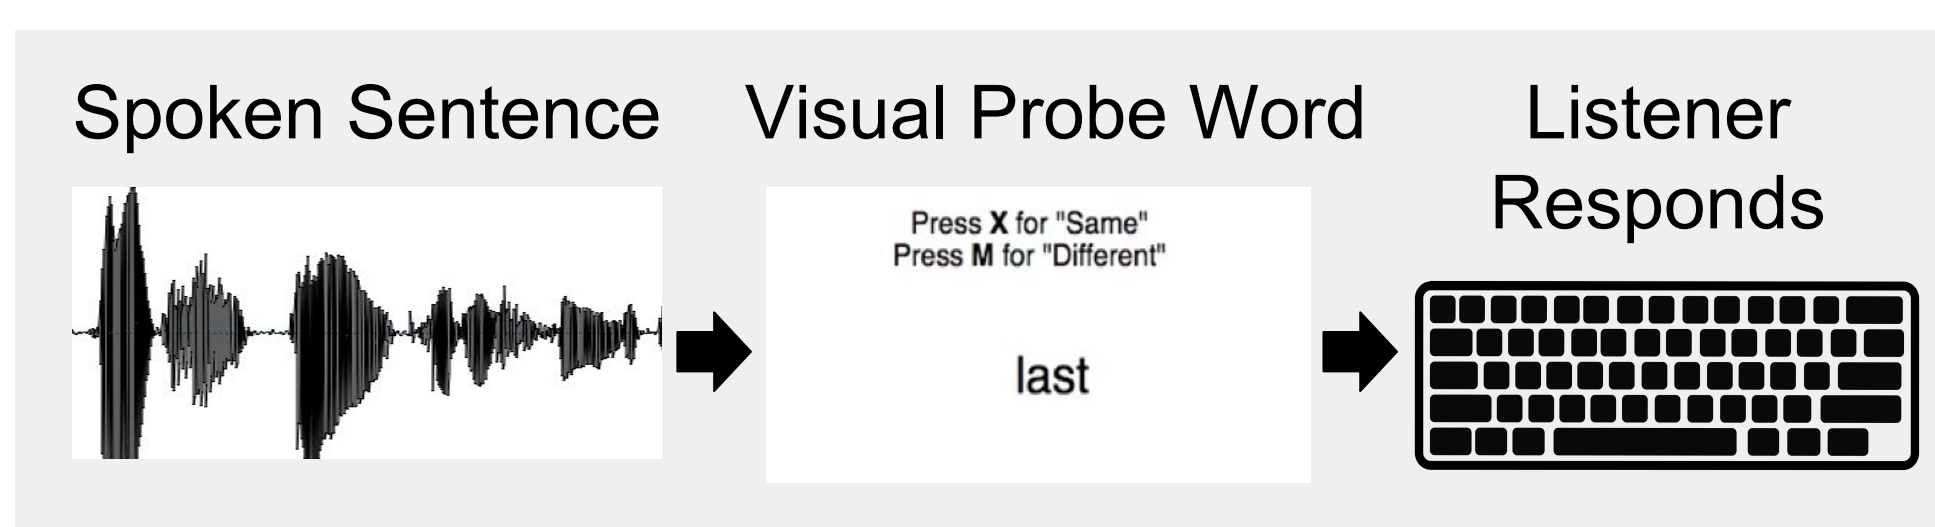 Spoken Sentence
Visual Probe Word
Press X for "Same"
Press M for "Different"
last
Listener
Responds